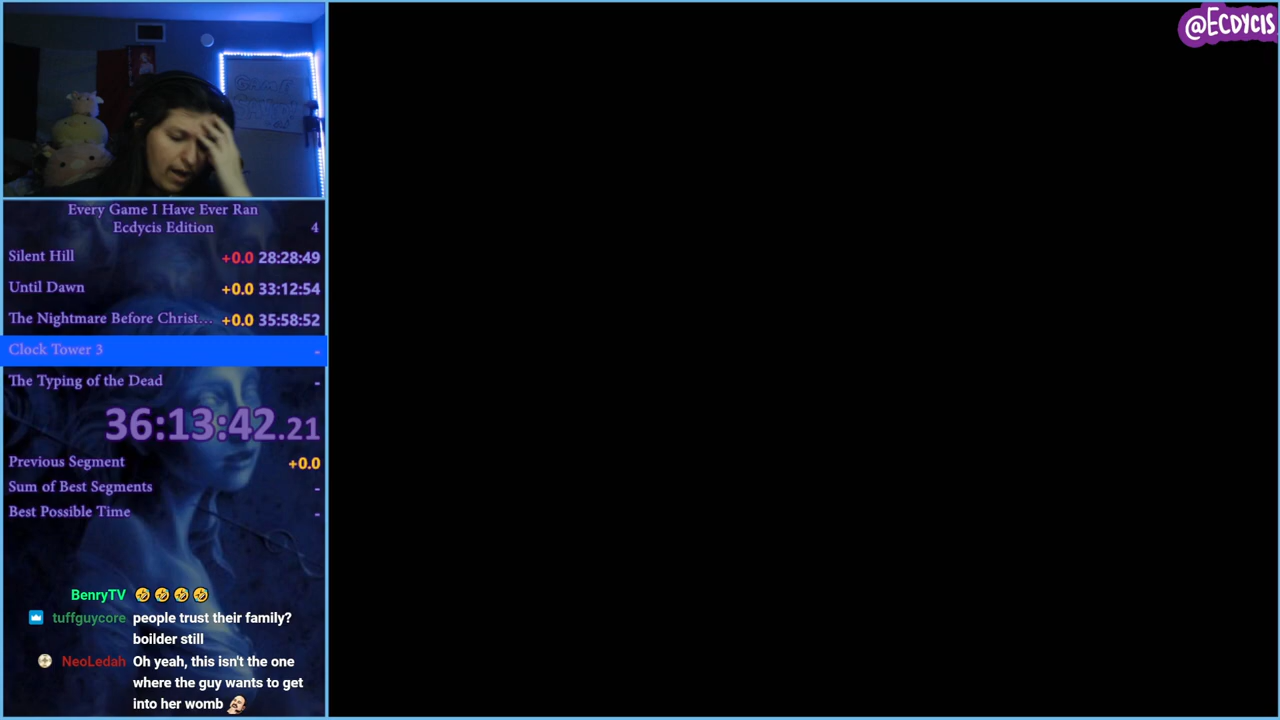 @ECDYCIS
Every Game I Have Ever Ran
Ecdycis Edition 4
Silent Hill +0.0 28:28:49
Until Dawn +0.0 33:12:54
The Nightmare Before Christ... +0.0 35:58:52
Clock Tower 3 -
The Typing of the Dead -
36:13:42.21
Previous Segment +0.0
Sum of Best Segments -
Best Possible Time -
BenryTV 🤣 🤣 🤣 🤣
tuffguycore people trust their family?
boilder still
NeoLedah Oh yeah, this isn't the one
where the guy wants to get
into her womb